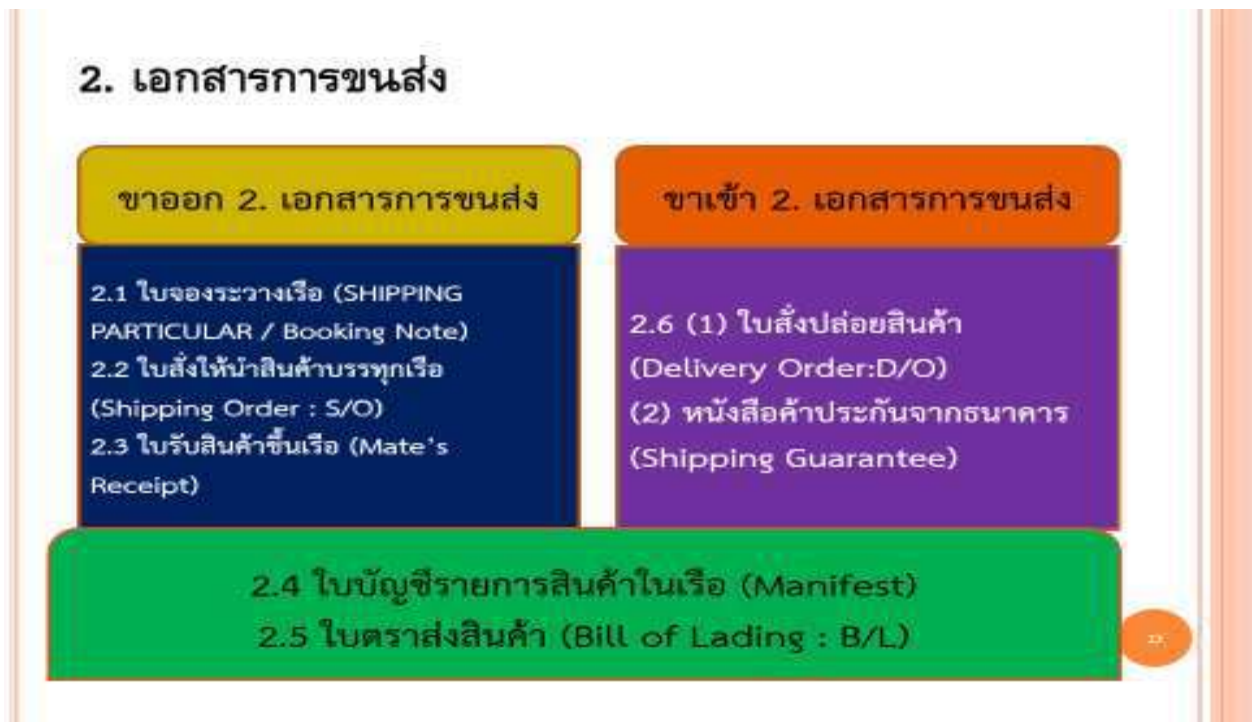 2. เอกสารการขนส่ง
ขาออก 2. เอกสารการขนส่ง
2.1 ใบจองระวางเรือ (SHIPPING
PARTICULAR / Booking Note)
2.2 ใบสั่งให้นำสินค้าบรรทุกเรือ
(Shipping Order : S/O)
2.3 ใบรับสินค้าขึ้นเรือ (Mate's
Receipt)
ขาเข้า 2. เอกสารการขนส่ง
2.6 (1) ใบสั่งปล่อยสินค้า
(Delivery Order:D/O)
(2) หนังสือค้ำประกันจากธนาคาร
(Shipping Guarantee)
2.4 ใบบัญชีรายการสินค้าในเรือ (Manifest)
2.5 ใบตราส่งสินค้า (Bill of Lading : B/L)